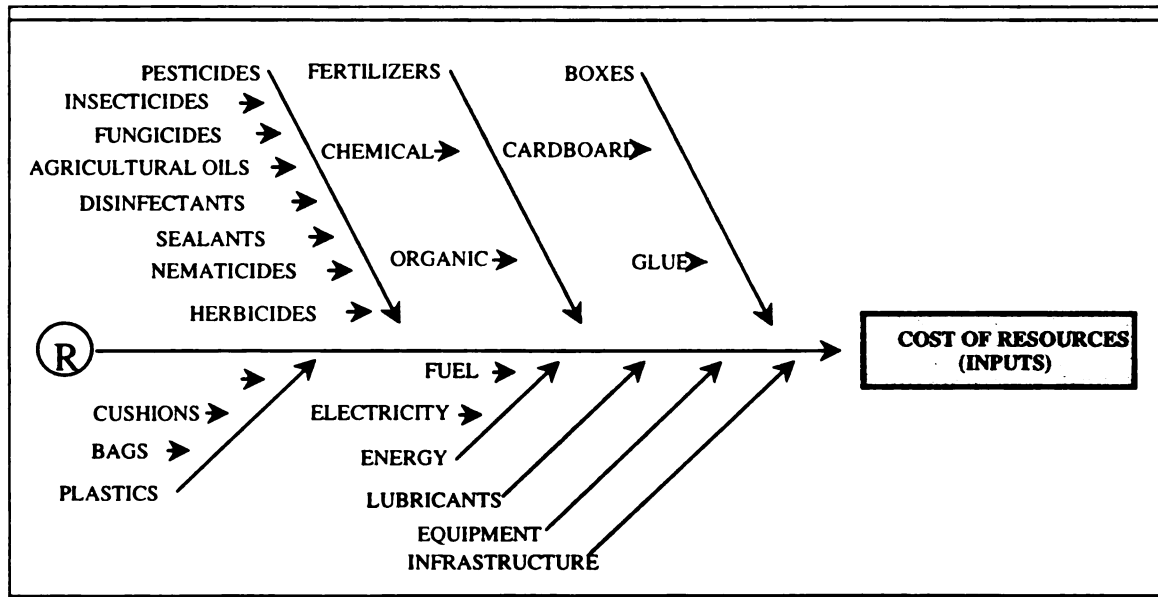 PESTICIDES
FERTILIZERS
BOXES
INSECTICIDES
FUNGICIDES
CHEMICAL
CARDBOARD
AGRICULTURAL OILS
DISINFECTANTS
SEALANTS
ORGANIC
GLUE
NEMATICIDES
HERBICIDES
R
COST OF RESOURCES
(INPUTS)
FUEL
CUSHIONS
ELECTRICITY
BAGS
ENERGY
PLASTICS
LUBRICANTS
EQUIPMENT
INFRASTRUCTURE